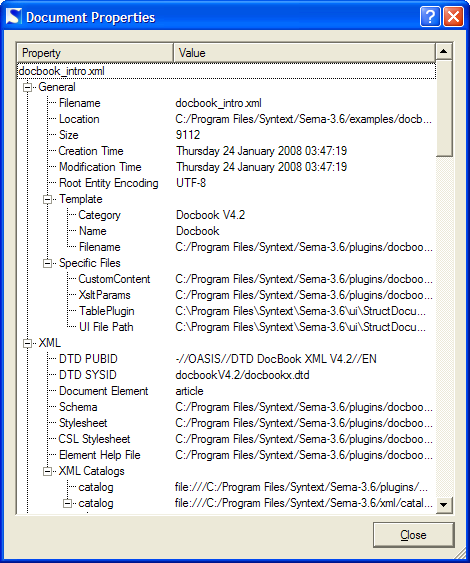 Document Properties
Property Value
docbook_intro.xml
General
Filename docbook_intro.xml
Location C:/Program Files/Syntext/Serna-3.6/examples/docb...
Size 9112
Creation Time Thursday 24 January 2008 03:47:19
Modification Time Thursday 24 January 2008 03:47:19
Root Entity Encoding UTF-8
Template
Category Docbook V4.2
Name Docbook
Filename C:/Program Files/Syntext/Serna-3.6/plugins/docboo...
Specific Files
CustomContent C:/Program Files/Syntext/Serna-3.6/plugins/docboo...
XsltParams C:/Program Files/Syntext/Serna-3.6/plugins/docboo...
TablePlugin C:\Program Files\Syntext\Serna-3.6\ui\StructDocu...
UI File Path C:\Program Files\Syntext\Serna-3.6\ui\StructDocu...
XML
DTD PUBID -//OASIS//DTD DocBook XML V4.2//EN
DTD SYSID docbookV4.2/docbookx.dtd
Document Element article
Schema C:/Program Files/Syntext/Serna-3.6/plugins/docboo...
Stylesheet C:/Program Files/Syntext/Serna-3.6/plugins/docboo...
CSL Stylesheet C:/Program Files/Syntext/Serna-3.6/plugins/docboo...
Element Help File C:/Program Files/Syntext/Serna-3.6/plugins/docboo...
XML Catalogs
catalog file:///C:/Program Files/Syntext/Serna-3.6/plugins/...
catalog file:///C:/Program Files/Syntext/Serna-3.6/xml/catal...
Close